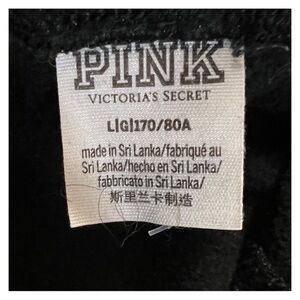 PINK
VICTORIA'S SECRET
L|G|170/80A
made in Sri Lanka/fabriqué au
Sri Lanka/hecho en Sri Lanka/
fabbricato in Sri Lanka/
斯里兰卡制造